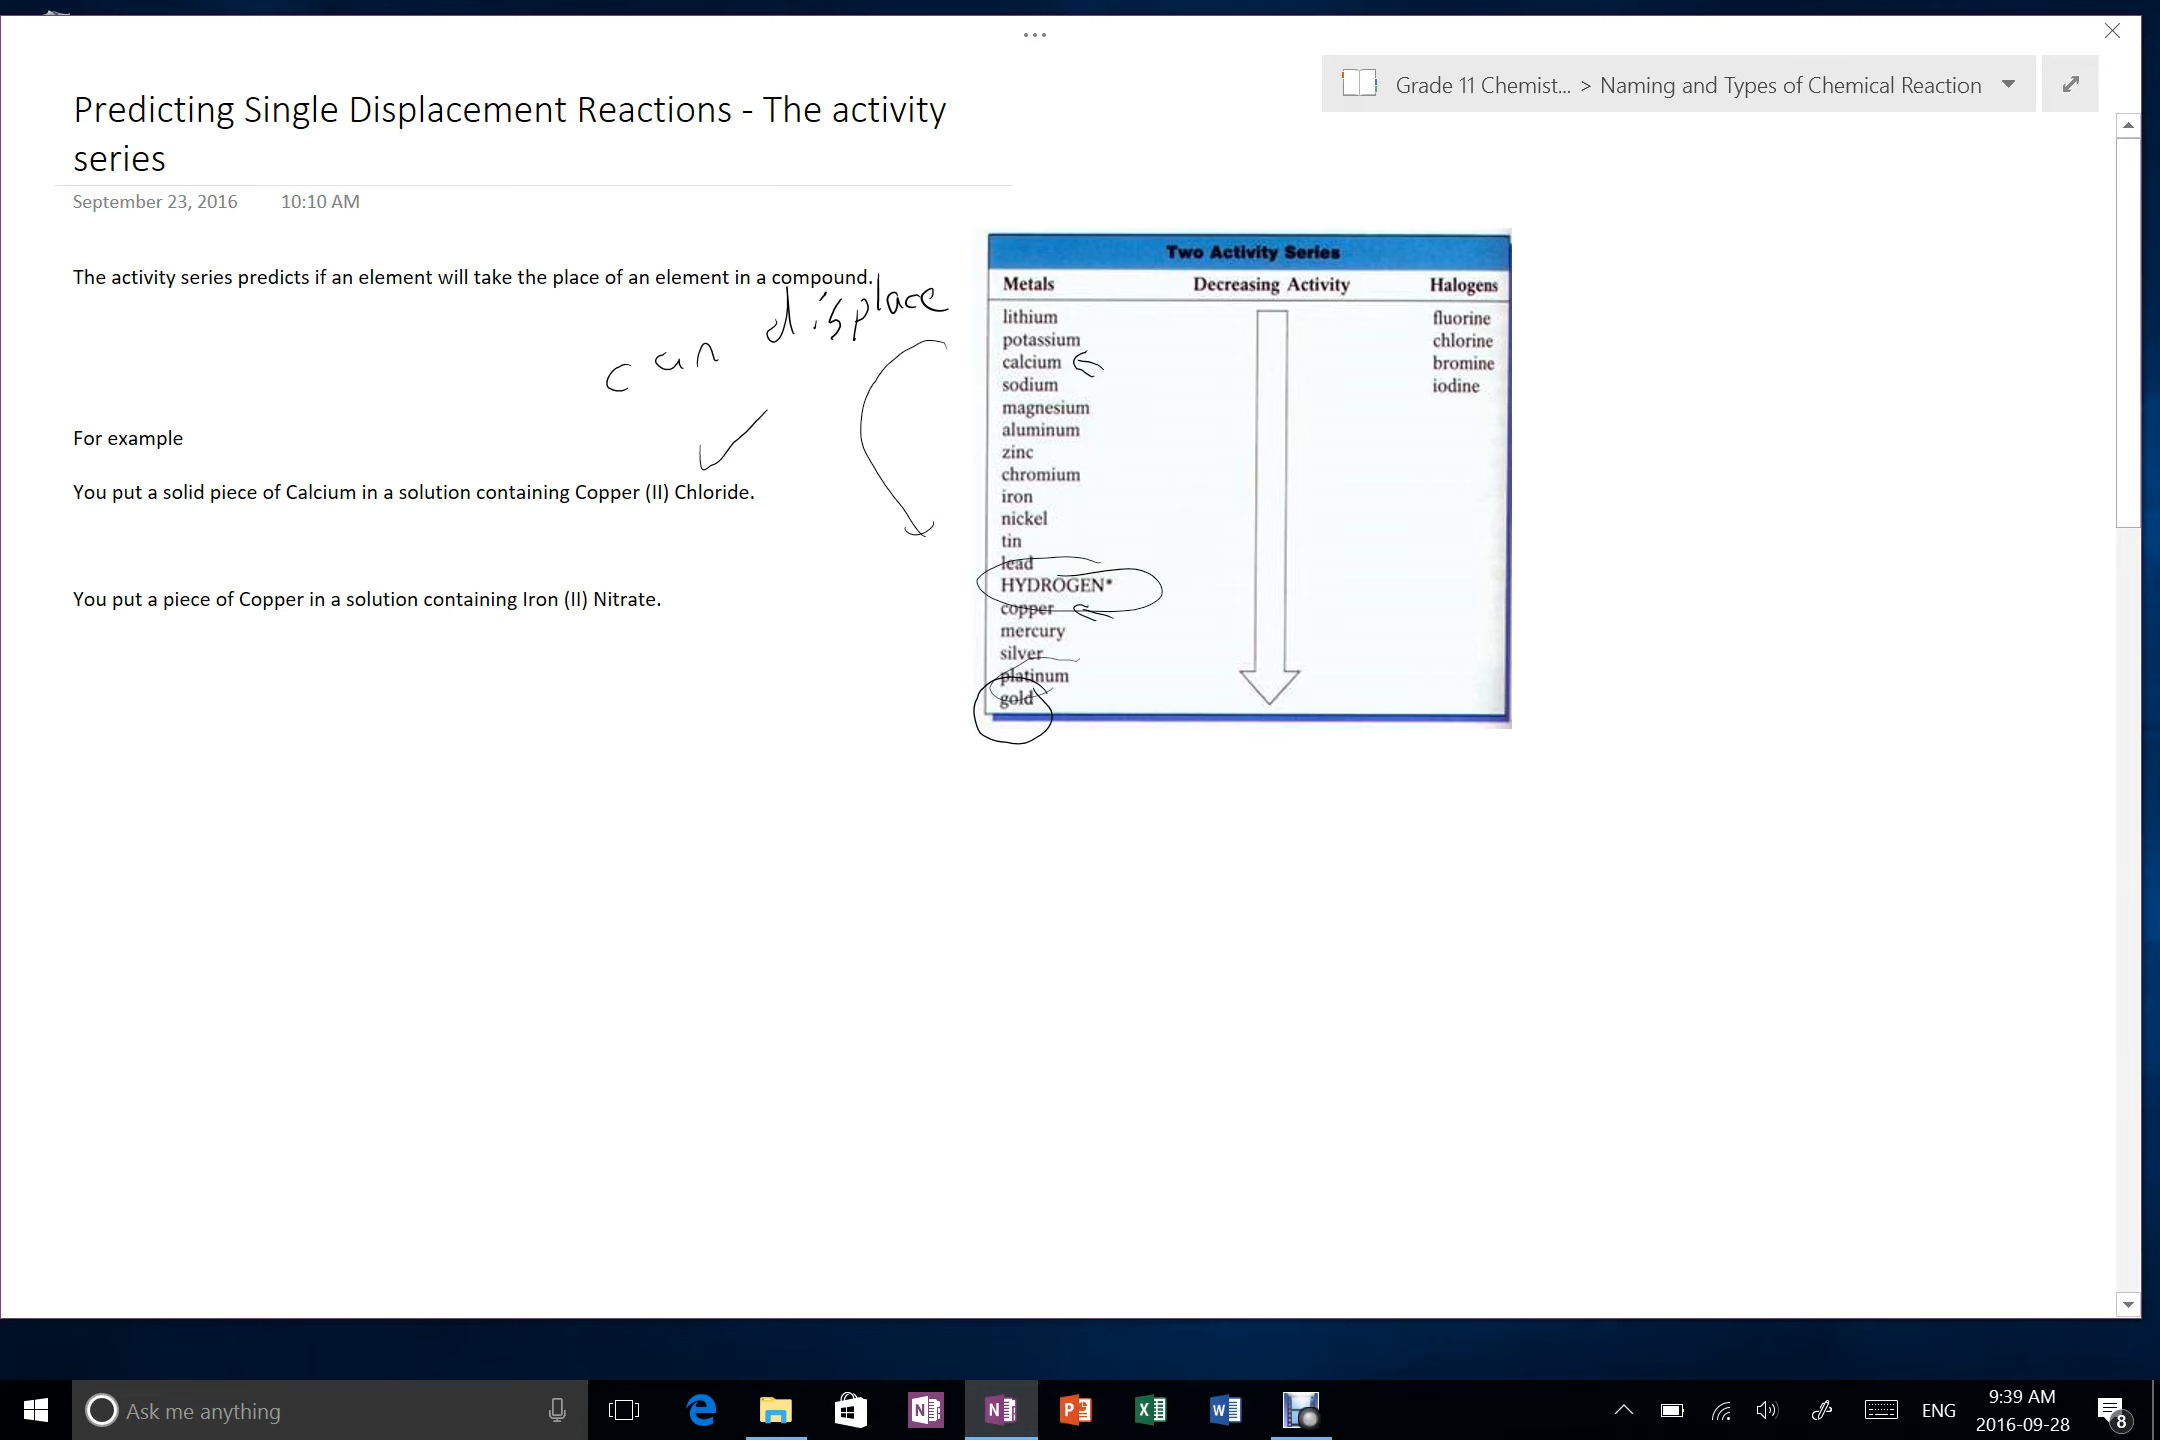 Grade 11 Chemist... > Naming and Types of Chemical Reaction
Predicting Single Displacement Reactions - The activity
series
September 23, 2016 10:10 AM
The activity series predicts if an element will take the place of an element in a compound.
can displace
For example
You put a solid piece of Calcium in a solution containing Copper (II) Chloride.
You put a piece of Copper in a solution containing Iron (II) Nitrate.
Two Activity Series
Metals Decreasing Activity Halogens
lithium fluorine
potassium chlorine
calcium bromine
sodium iodine
magnesium
aluminum
zinc
chromium
iron
nickel
tin
lead
HYDROGEN*
copper
mercury
silver
platinum
gold
Ask me anything
ENG
9:39 AM
2016-09-28
8